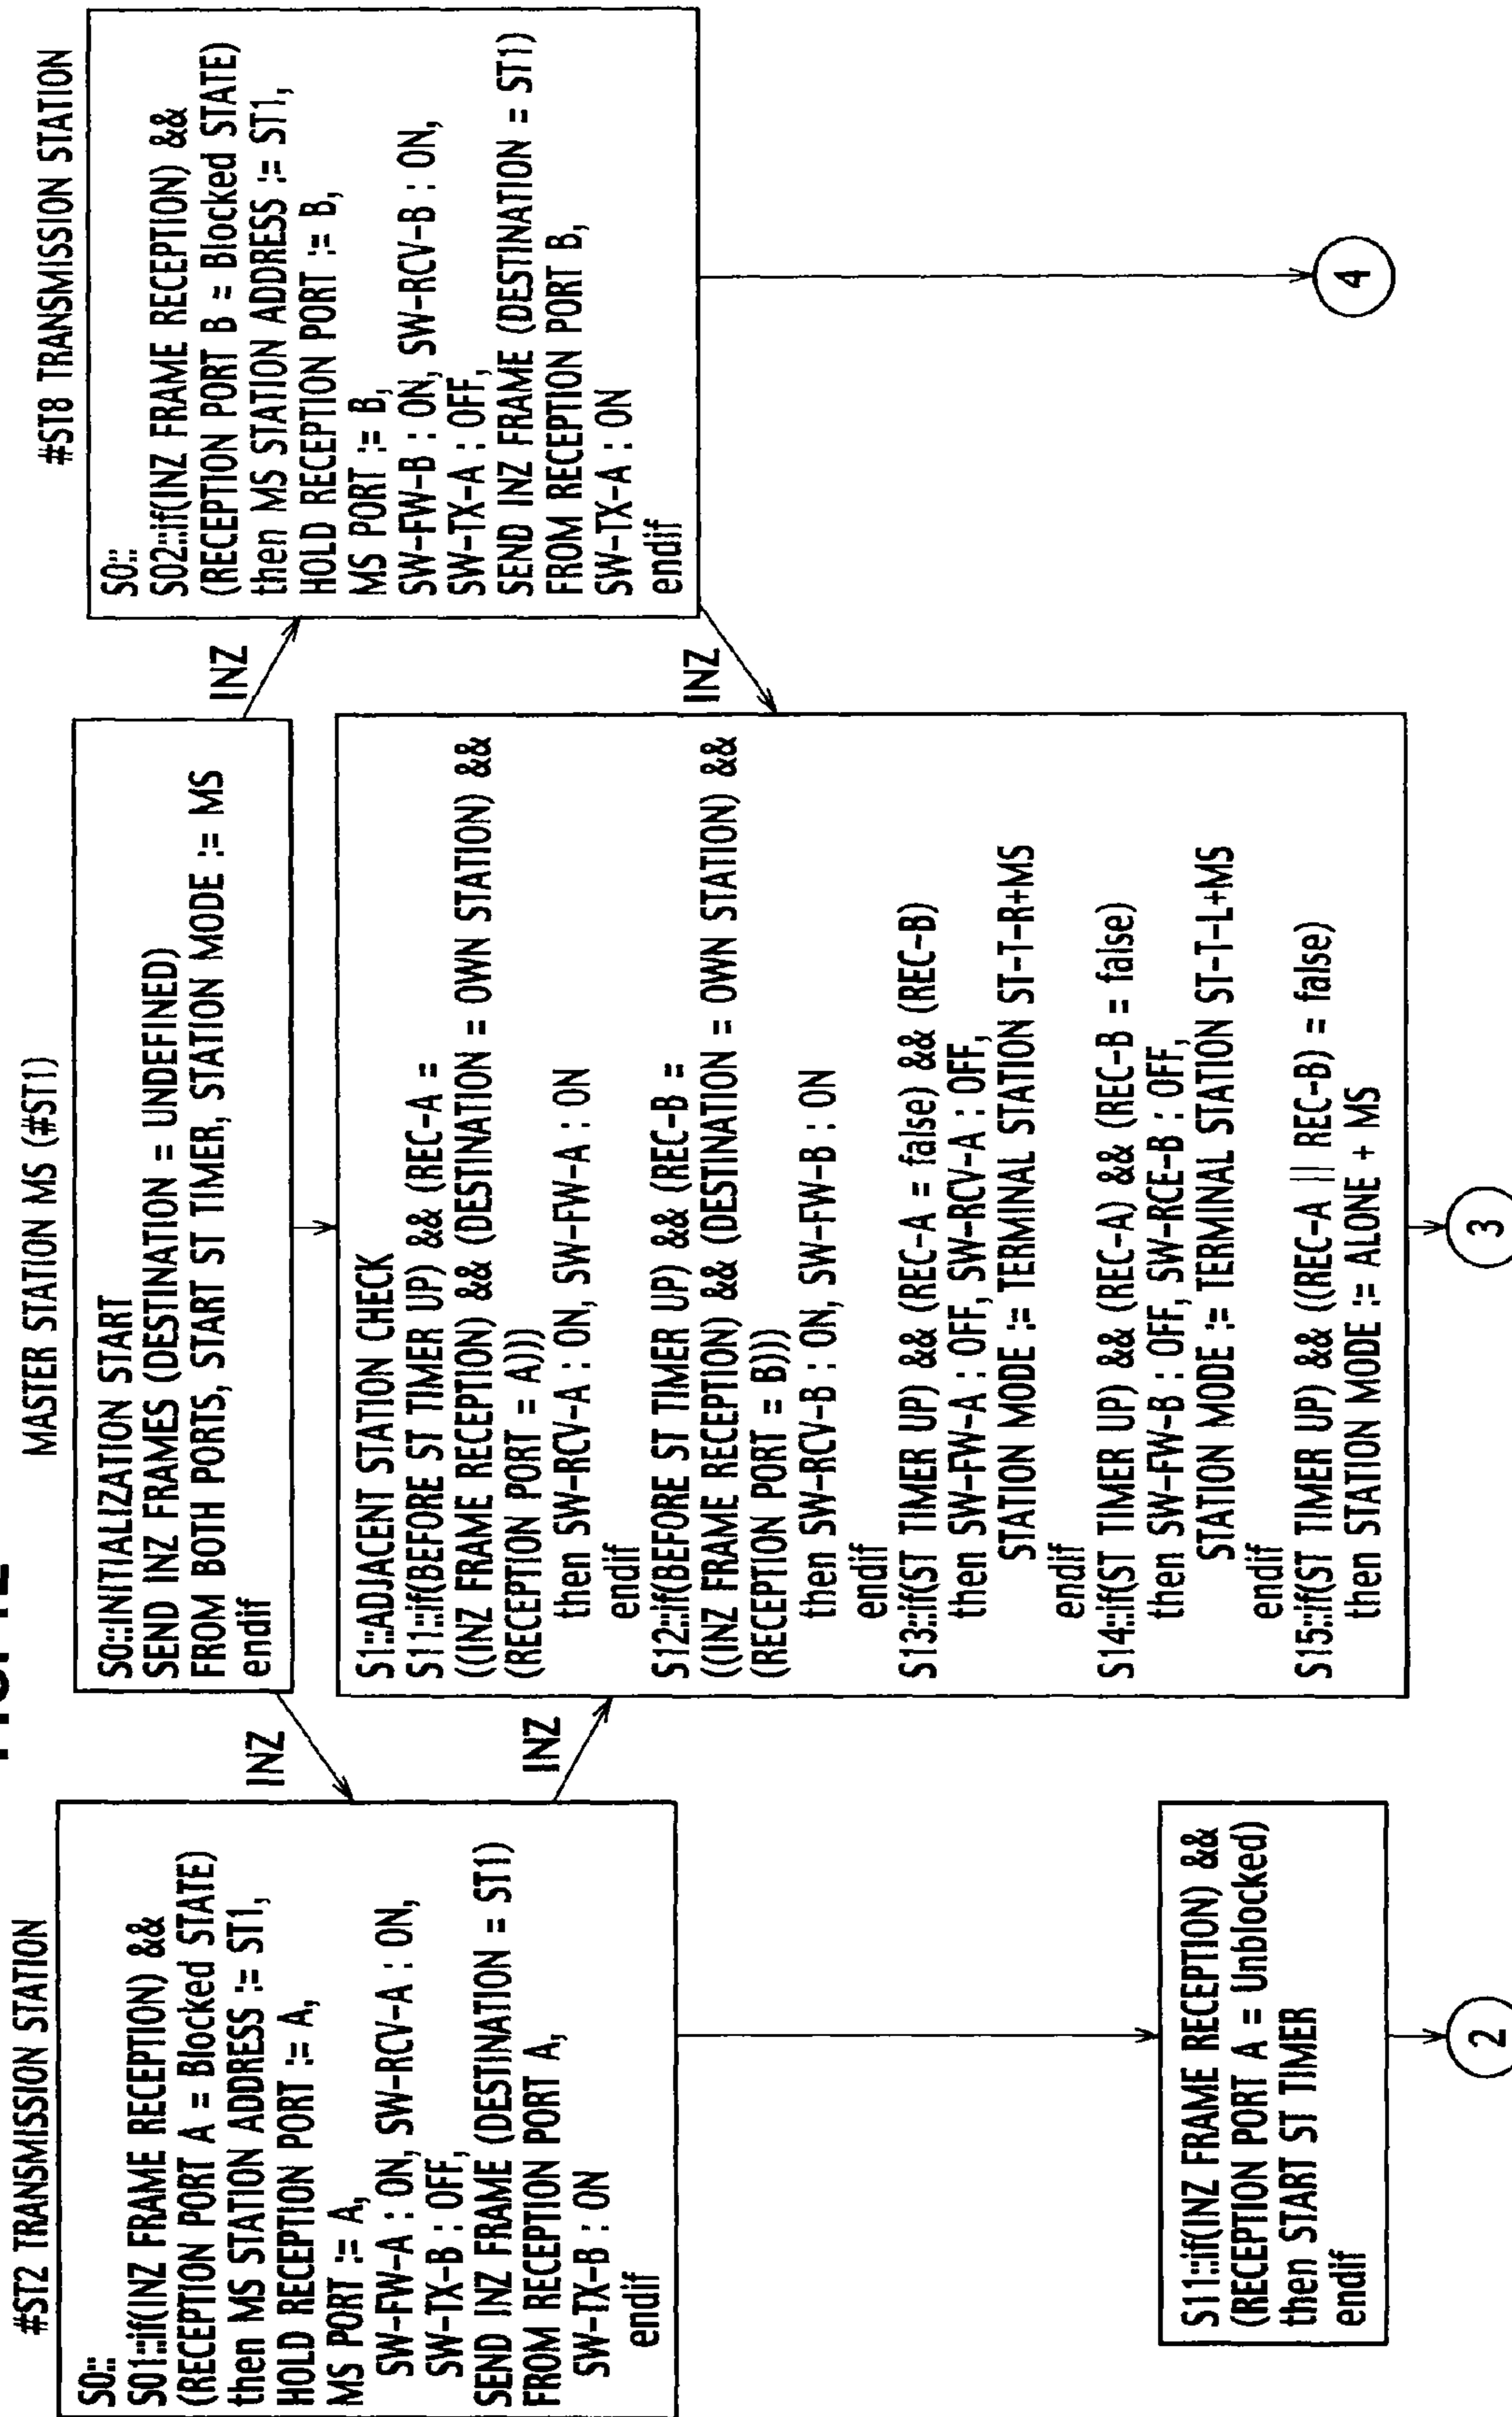 #ST2 TRANSMISSION STATION
S0::
S01::if(INZ FRAME RECEPTION) &&
(RECEPTION PORT A = Blocked STATE)
then MS STATION ADDRESS := ST1,
HOLD RECEPTION PORT := A,
MS PORT := A,
SW-FW-A : ON, SW-RCV-A : ON,
SW-TX-B : OFF,
SEND INZ FRAME (DESTINATION = ST1)
FROM RECEPTION PORT A,
SW-TX-B : ON
endif
S11::if(INZ FRAME RECEPTION) &&
(RECEPTION PORT A = Unblocked)
then START ST TIMER
endif
2
MASTER STATION MS (#ST1)
S0::INITIALIZATION START
SEND INZ FRAMES (DESTINATION = UNDEFINED)
FROM BOTH PORTS, START ST TIMER, STATION MODE := MS
endif
INZ
INZ
INZ
INZ
S1::ADJACENT STATION CHECK
S11::if(BEFORE ST TIMER UP) && (REC-A =
((INZ FRAME RECEPTION) && (DESTINATION = OWN STATION) &&
(RECEPTION PORT = A)))
then SW-RCV-A : ON, SW-FW-A : ON
endif
S12::if(BEFORE ST TIMER UP) && (REC-B =
((INZ FRAME RECEPTION) && (DESTINATION = OWN STATION) &&
(RECEPTION PORT = B)))
then SW-RCV-B : ON, SW-FW-B : ON
endif
S13::if(ST TIMER UP) && (REC-A = false) && (REC-B)
then SW-FW-A : OFF, SW-RCV-A : OFF,
STATION MODE := TERMINAL STATION ST-T-R+MS
endif
S14::if(ST TIMER UP) && (REC-A) && (REC-B = false)
then SW-FW-B : OFF, SW-RCE-B : OFF,
STATION MODE := TERMINAL STATION ST-T-L+MS
endif
S15::if(ST TIMER UP) && ((REC-A || REC-B) = false)
then STATION MODE := ALONE + MS
3
#ST8 TRANSMISSION STATION
S0::
S02::if(INZ FRAME RECEPTION) &&
(RECEPTION PORT B = Blocked STATE)
then MS STATION ADDRESS := ST1,
HOLD RECEPTION PORT := B,
MS PORT := B,
SW-FW-B : ON, SW-RCV-B : ON,
SW-TX-A : OFF,
SEND INZ FRAME (DESTINATION = ST1)
FROM RECEPTION PORT B,
SW-TX-A : ON
endif
4